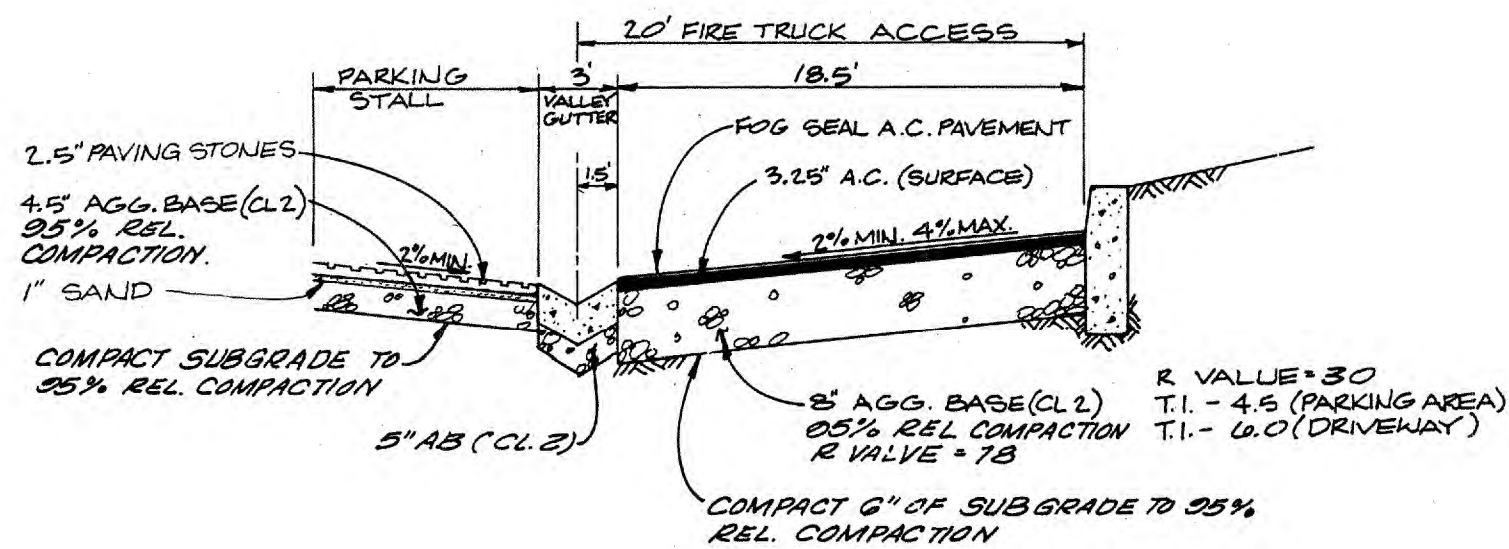 20' FIRE TRUCK ACCESS
PARKING
STALL
3'
VALLEY
GUTTER
18.5'
1.5'
FOG SEAL A.C. PAVEMENT
3.25" A.C. (SURFACE)
2.5" PAVING STONES
4.5" AGG. BASE (CL 2)
95% REL.
COMPACTION.
1" SAND
2% MIN.
2% MIN. 4% MAX.
COMPACT SUBGRADE TO
95% REL. COMPACTION
5" AB (CL. 2)
8" AGG. BASE (CL 2)
95% REL COMPACTION
R VALVE = 78
R VALUE = 30
T.I. - 4.5 (PARKING AREA)
T.I. - 6.0 (DRIVEWAY)
COMPACT 6" OF SUBGRADE TO 95%
REL. COMPACTION